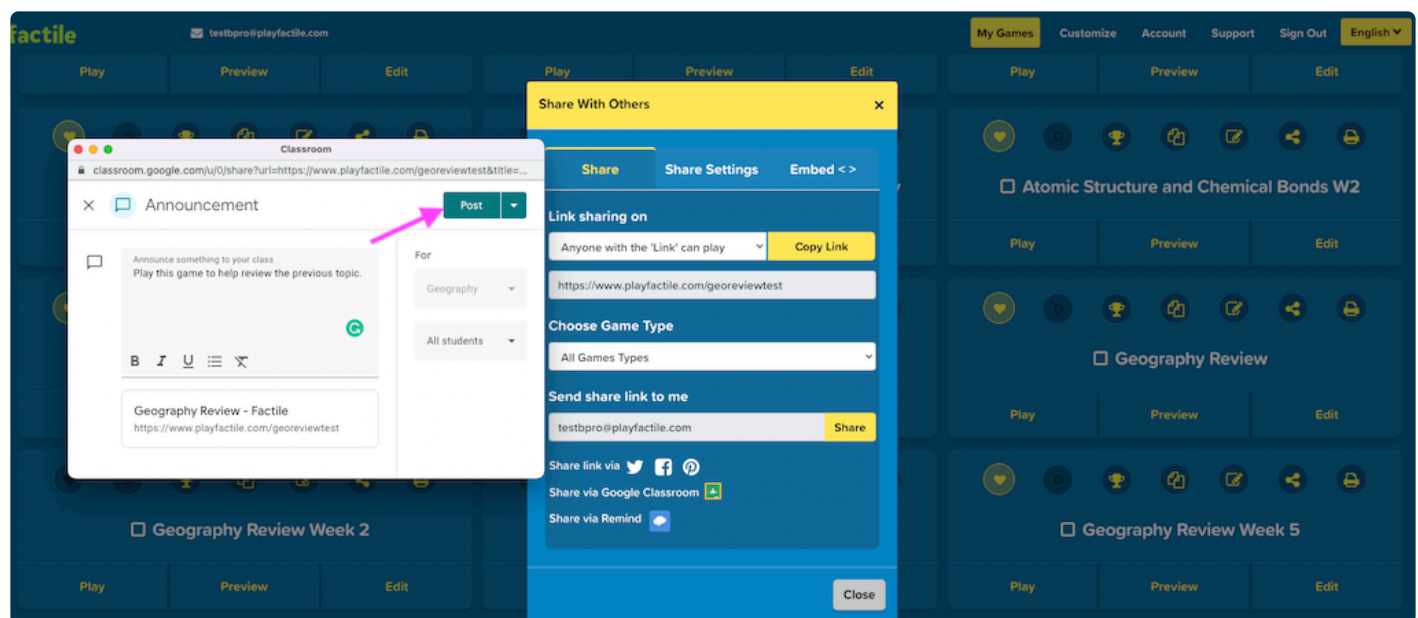 factile
testbpro@playfactile.com
My Games Customize Account Support Sign Out English
Play Preview Edit Play Preview Edit Play Preview Edit
Share With Others ×
Classroom
classroom.google.com/u/0/share?url=https://www.playfactile.com/georeviewtest&title=...
Announcement
Post
Announce something to your class
Play this game to help review the previous topic.
B I U
For
Geography
All students
Geography Review - Factile
https://www.playfactile.com/georeviewtest
Share Share Settings Embed < >
Link sharing on
Anyone with the 'Link' can play Copy Link
https://www.playfactile.com/georeviewtest
Choose Game Type
All Games Types
Send share link to me
testbpro@playfactile.com Share
Share link via
Share via Google Classroom
Share via Remind
Close
D
Atomic Structure and Chemical Bonds W2
Play Preview Edit
D
Geography Review
Play Preview Edit
Geography Review Week 2
Play Preview Edit
D
Geography Review Week 5
Play Preview Edit